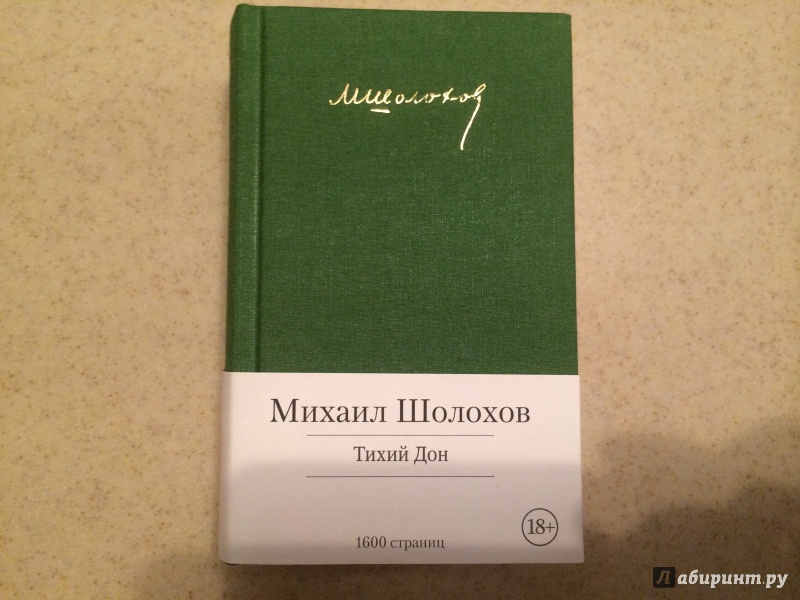 МШолохов
Михаил Шолохов
Тихий Дон
18+
1600 страниц
Лабиринт.ру